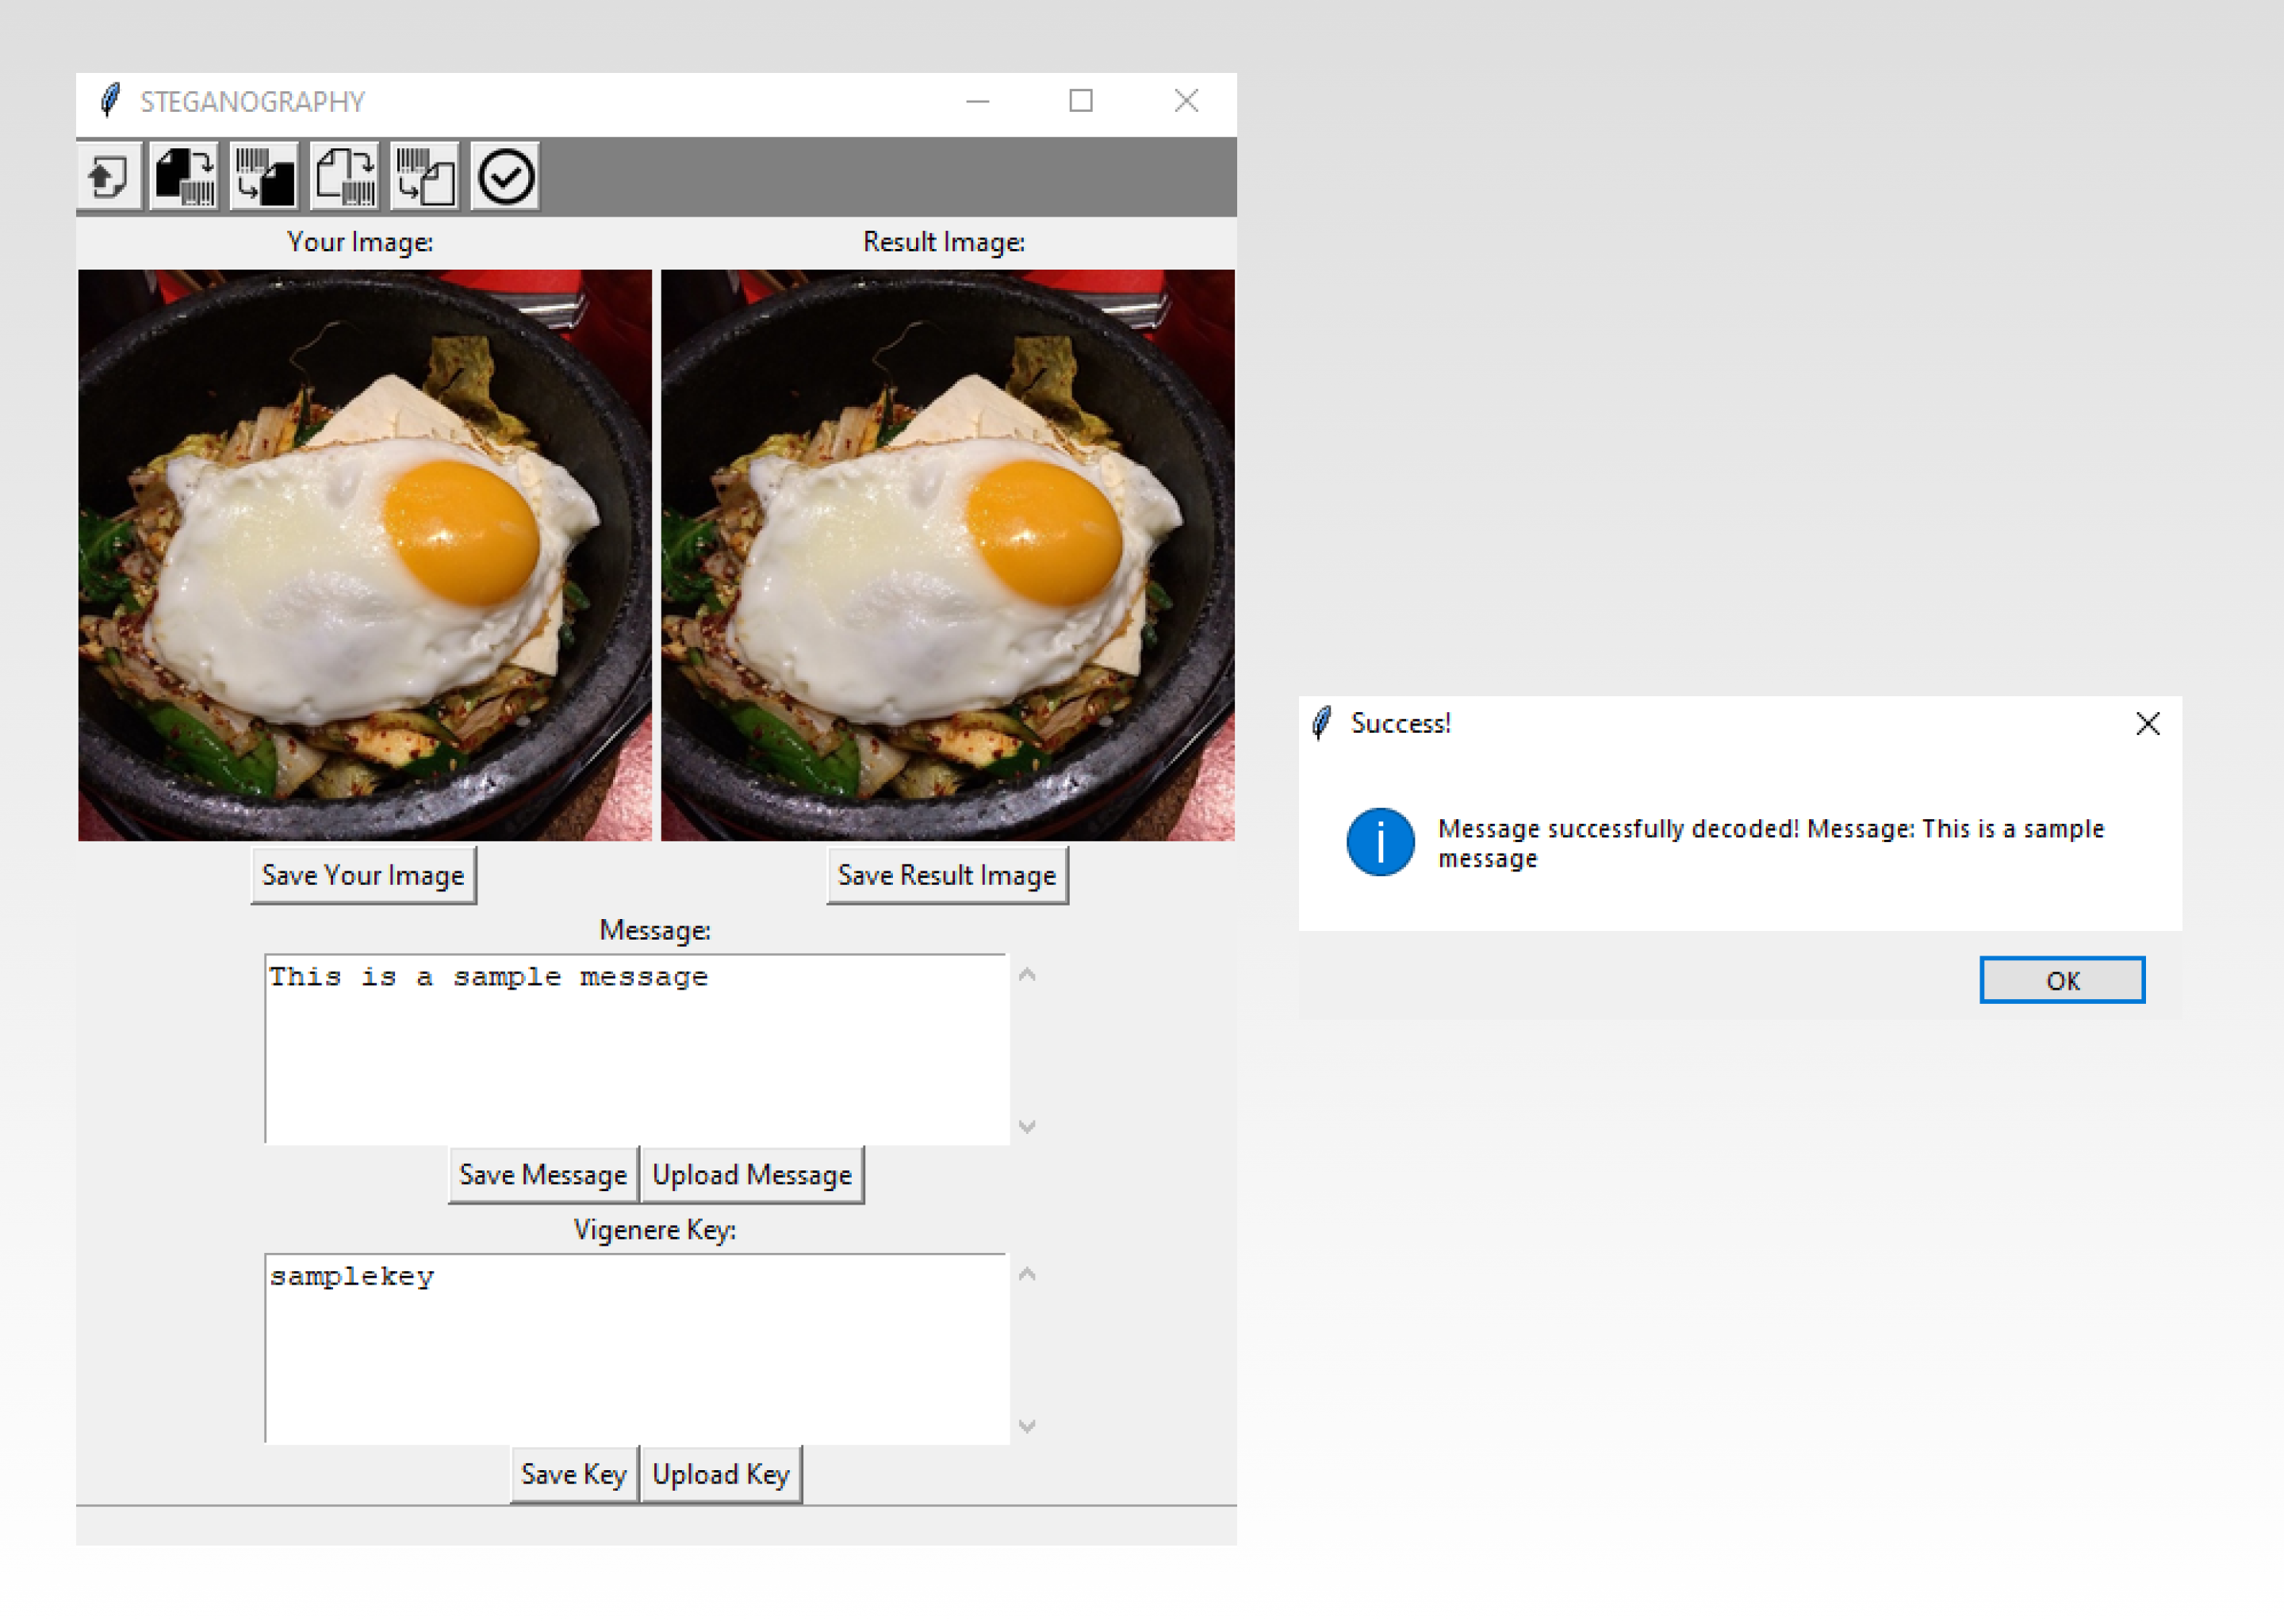 STEGANOGRAPHY
Your Image:
Result Image:
Save Your Image
Save Result Image
Message:
This is a sample message
Save Message
Upload Message
Vigenere Key:
samplekey
Save Key
Upload Key
Success!
Message successfully decoded! Message: This is a sample
message
OK